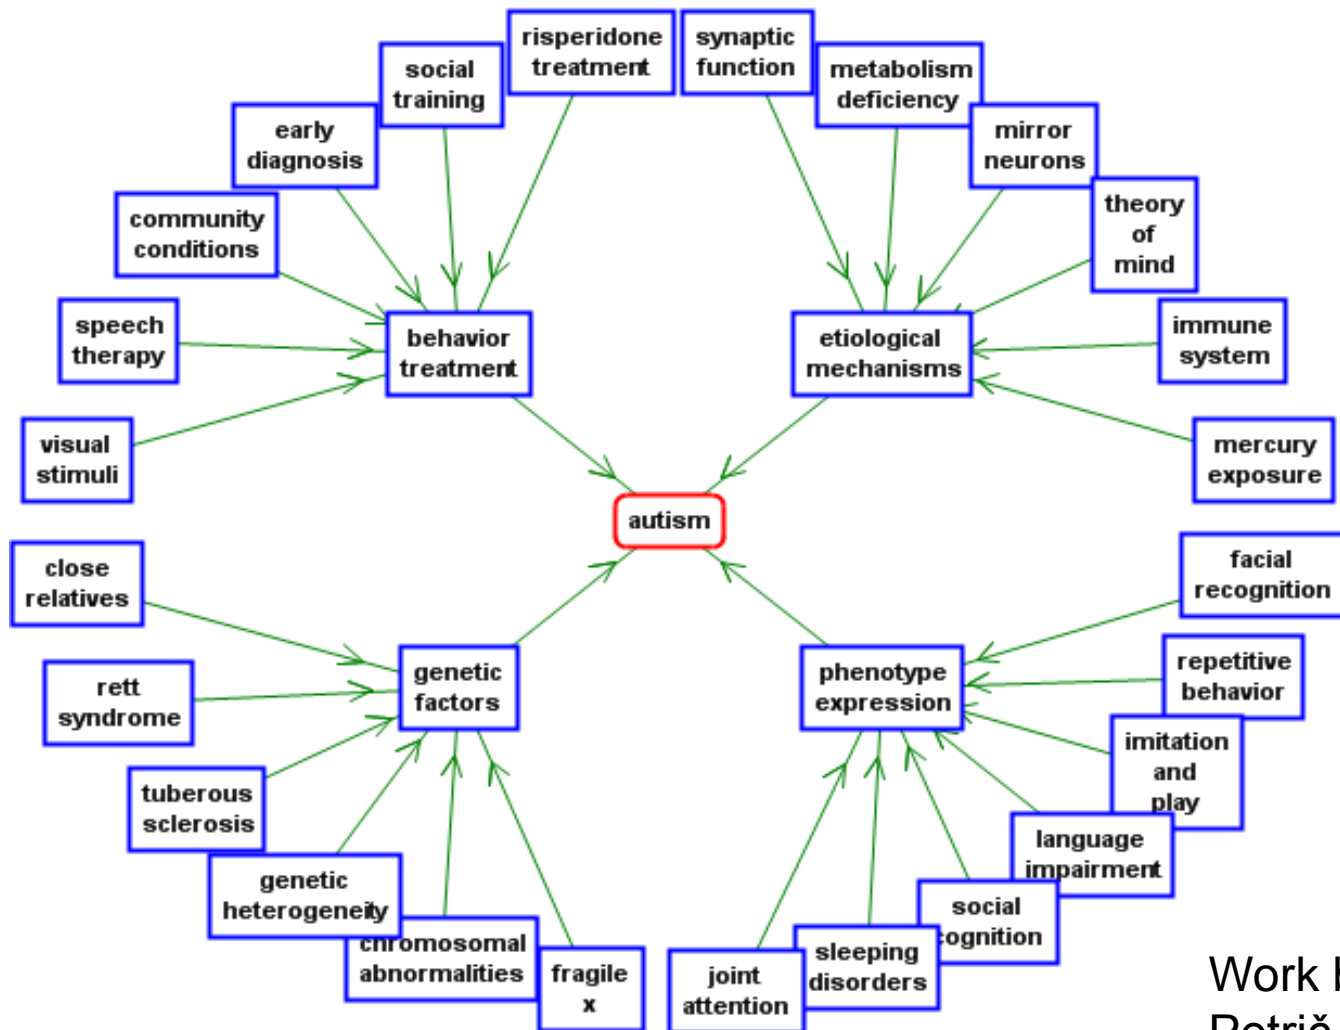 risperidone
treatment
synaptic
function
social
training
metabolism
deficiency
early
diagnosis
mirror
neurons
community
conditions
theory
of
mind
speech
therapy
behavior
treatment
etiological
mechanisms
immune
system
visual
stimuli
mercury
exposure
autism
close
relatives
facial
recognition
rett
syndrome
genetic
factors
phenotype
expression
repetitive
behavior
tuberous
sclerosis
imitation
and
play
genetic
heterogeneity
language
impairment
chromosomal
abnormalities
social
cognition
fragile
x
joint
attention
sleeping
disorders
Work